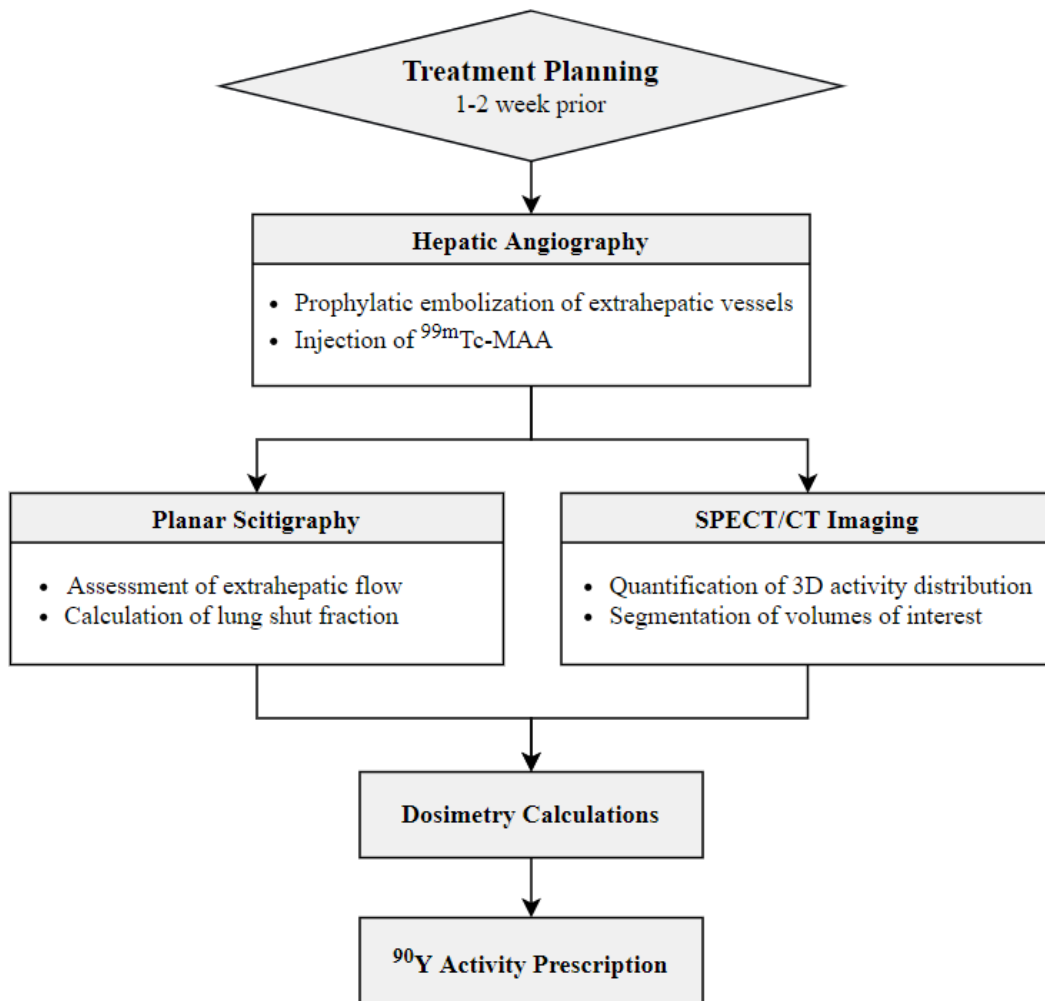 Treatment Planning
1-2 week prior
Hepatic Angiography
• Prophylatic embolization of extrahepatic vessels
• Injection of ⁹⁹ᵐTc-MAA
Planar Scitigraphy
• Assessment of extrahepatic flow
• Calculation of lung shut fraction
SPECT/CT Imaging
• Quantification of 3D activity distribution
• Segmentation of volumes of interest
Dosimetry Calculations
⁹⁰Y Activity Prescription